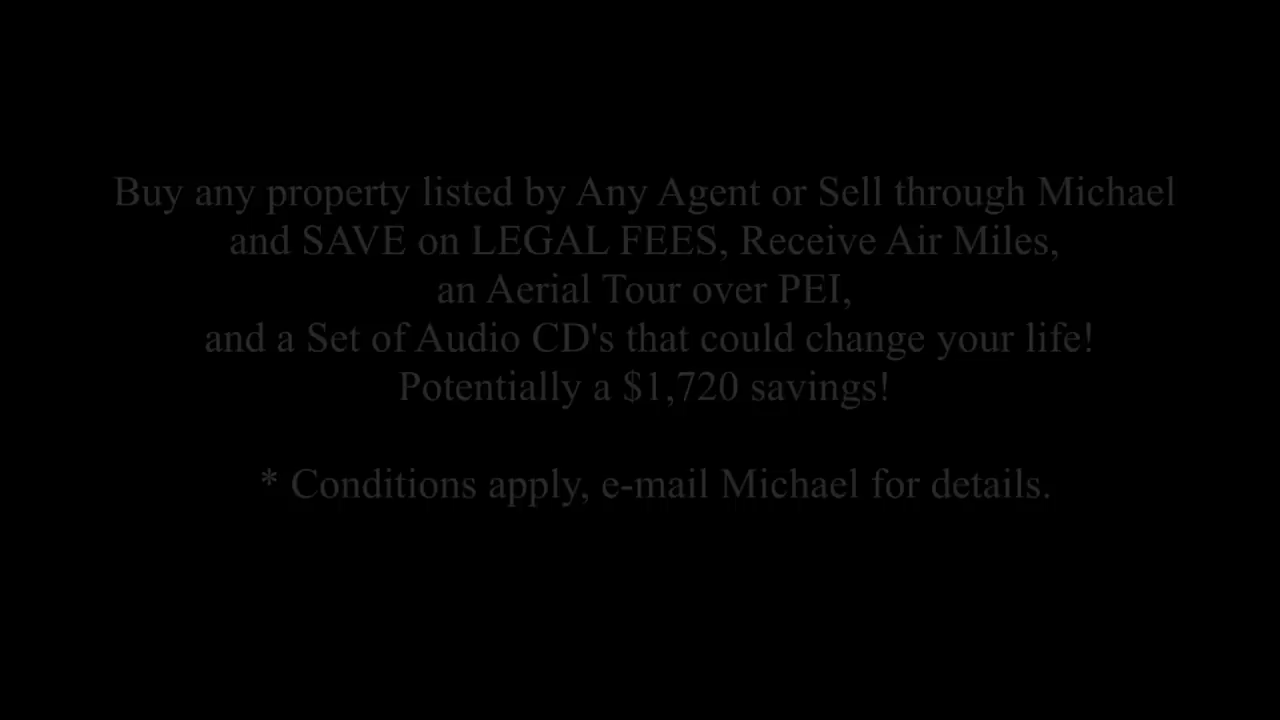 Buy any property listed by Any Agent or Sell through Michael
and SAVE on LEGAL FEES, Receive Air Miles,
an Aerial Tour over PEI,
and a Set of Audio CD's that could change your life!
Potentially a $1,720 savings!
* Conditions apply, e-mail Michael for details.